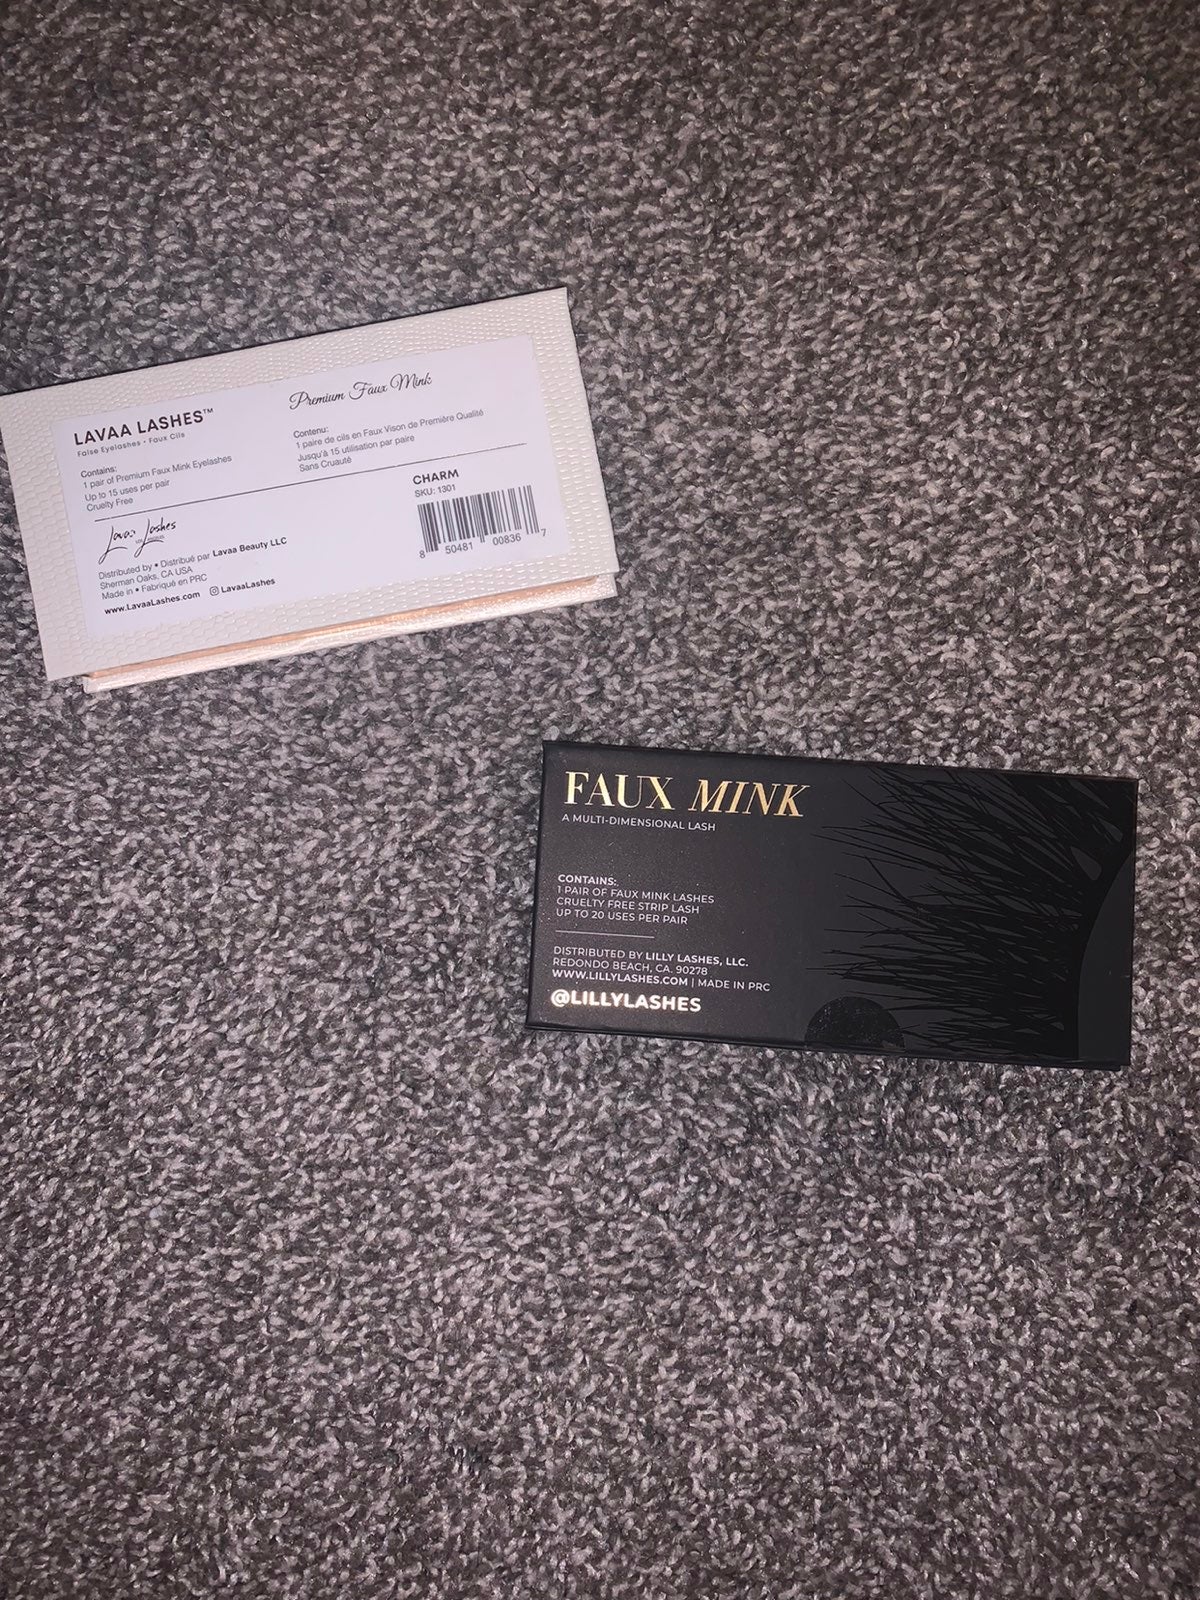 LAVAA LASHES™
False Eyelashes • Faux Cils
Premium Faux Mink
Contains:
1 pair of Premium Faux Mink Eyelashes
Up to 15 uses per pair
Cruelty Free
Contenu:
1 paire de cils en Faux Vison de Première Qualité
Jusqu'à 15 utilisation par paire
Sans Cruauté
Lavaa Lashes
LOS ANGELES
Distributed by • Distribué par Lavaa Beauty LLC
Sherman Oaks, CA USA
Made in • Fabriqué en PRC
www.LavaaLashes.com LavaaLashes
CHARM
SKU: 1301
8 50481 00836 7
FAUX MINK
A MULTI-DIMENSIONAL LASH
CONTAINS:
1 PAIR OF FAUX MINK LASHES
CRUELTY FREE STRIP LASH
UP TO 20 USES PER PAIR
DISTRIBUTED BY LILLY LASHES, LLC.
REDONDO BEACH, CA. 90278
WWW.LILLYLASHES.COM | MADE IN PRC
@LILLYLASHES